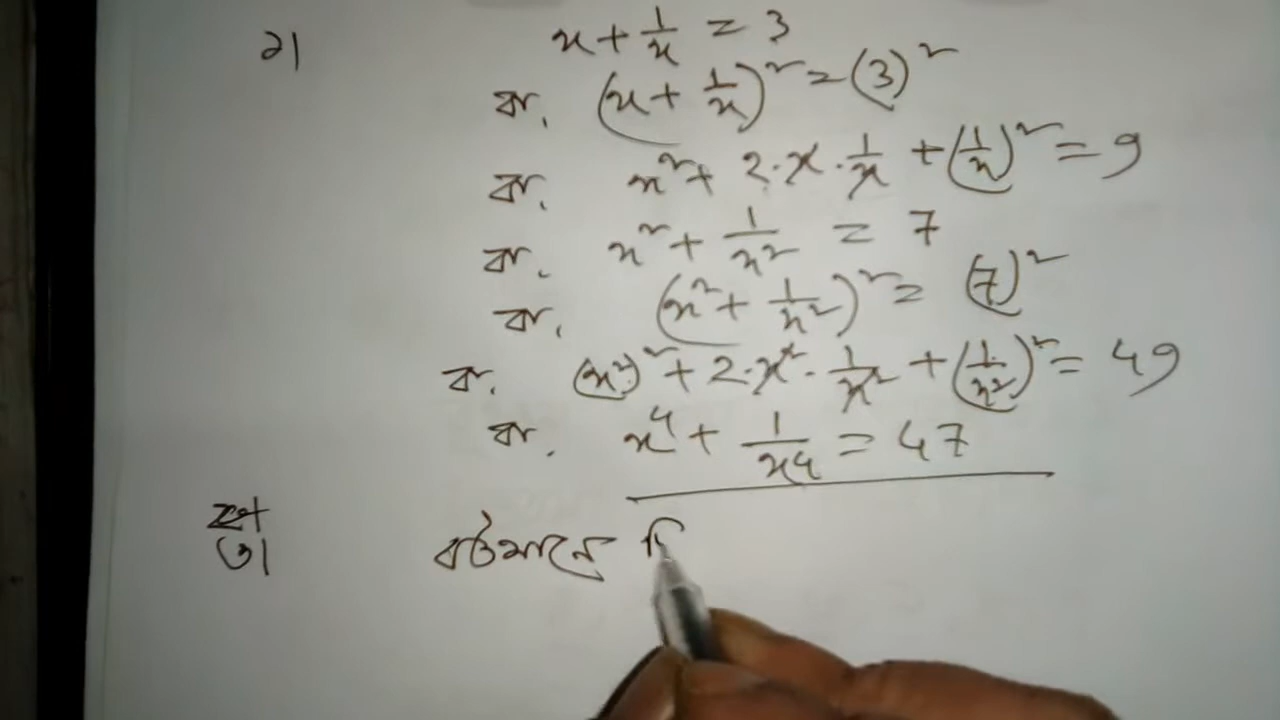 ২। x + 1/x = 3
বা, (x + 1/x)² = (3)²
বা, x² + 2·x·1/x + (1/x)² = 9
বা, x² + 1/x² = 7
বা, (x² + 1/x²)² = (7)²
বা, (x²)² + 2·x²·1/x² + (1/x²)² = 49
বা, x⁴ + 1/x⁴ = 47
৩। বর্তমানে